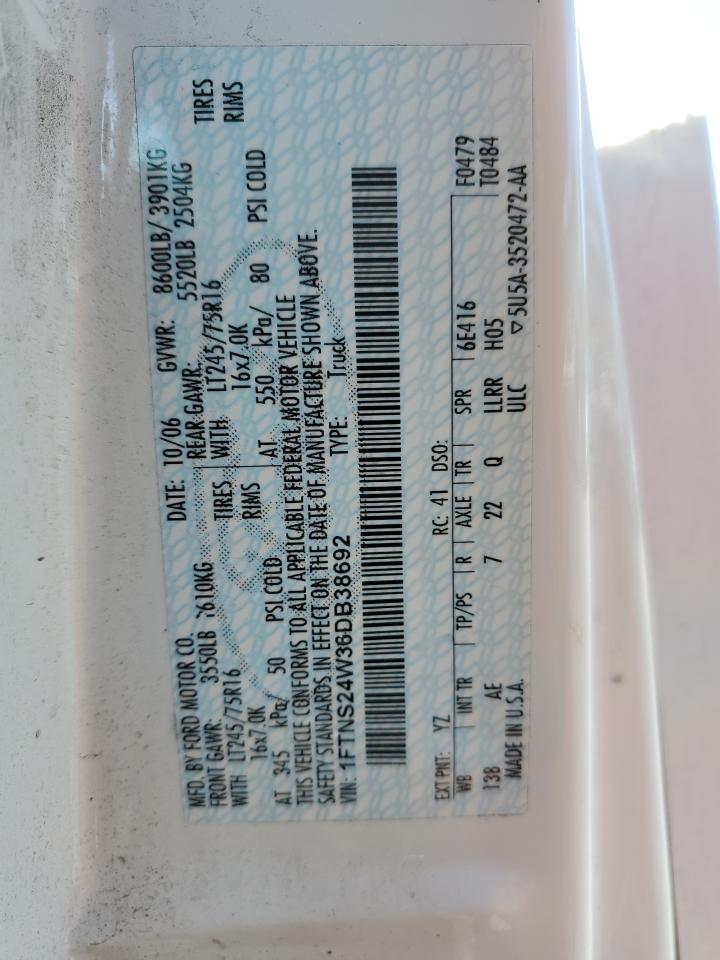 MFD. BY FORD MOTOR CO.
DATE: 10/06 GVWR: 8600LB/ 3901KG
FRONT GAWR: 3550LB 1610KG
REAR GAWR: 5520LB 2504KG
WITH LT245/75R16 TIRES
WITH LT245/75R16 TIRES
16x7.0K RIMS
16x7.0K RIMS
AT 345 kPa/ 50 PSI COLD
AT 550 kPa/ 80 PSI COLD
THIS VEHICLE CONFORMS TO ALL APPLICABLE FEDERAL MOTOR VEHICLE
SAFETY STANDARDS IN EFFECT ON THE DATE OF MANUFACTURE SHOWN ABOVE.
VIN: 1FTNS24W36DB38692
TYPE: Truck
EXT PNT: YZ RC: 41 DSO:
WB INT TR TP/PS R AXLE TR SPR 6E416 F0479
138 AE 7 22 Q LLRR H05 T0484
MADE IN U.S.A. ULC ▽5U5A-3520472-AA